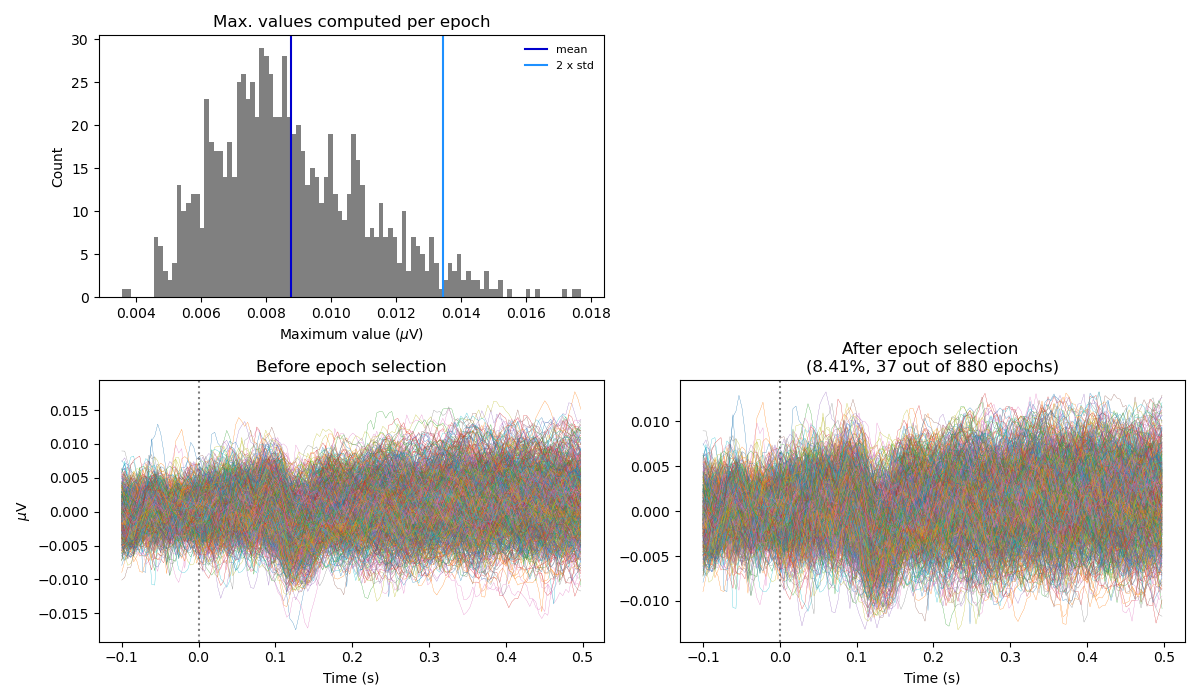 Max. values computed per epoch
30
25
20
15
10
5
0
Count
mean
2 x std
0.004 0.006 0.008 0.010 0.012 0.014 0.016 0.018
Maximum value (μV)
Before epoch selection
0.015
0.010
0.005
0.000
−0.005
−0.010
−0.015
μV
−0.1 0.0 0.1 0.2 0.3 0.4 0.5
Time (s)
After epoch selection
(8.41%, 37 out of 880 epochs)
0.010
0.005
0.000
−0.005
−0.010
−0.1 0.0 0.1 0.2 0.3 0.4 0.5
Time (s)